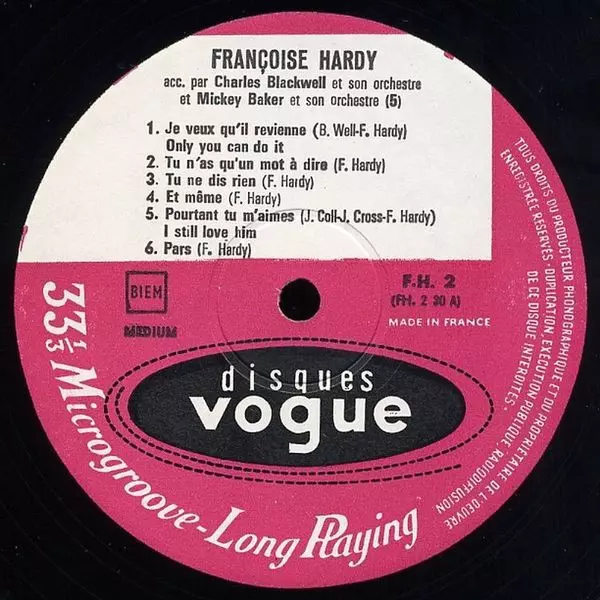 FRANÇOISE HARDY
acc. par Charles Blackwell et son orchestre
et Mickey Baker et son orchestre (5)
1. Je veux qu'il revienne (B. Well-F. Hardy)
Only you can do it
2. Tu n'as qu'un mot à dire (F. Hardy)
3. Tu ne dis rien (F. Hardy)
4. Et même (F. Hardy)
5. Pourtant tu m'aimes (J. Coll-J. Cross-F. Hardy)
I still love him
6. Pars (F. Hardy)
BIEM
MEDIUM
F.H. 2
(FH. 2 30 A)
MADE IN FRANCE
disques
vogue
33 1/3 Microgroove-Long Playing
TOUS DROITS DU PRODUCTEUR PHONOGRAPHIQUE ET DU PROPRIÉTAIRE DE L'OEUVRE
ENREGISTRÉE RÉSERVÉS - DUPLICATION, EXÉCUTION PUBLIQUE, RADIODIFFUSION
DE CE DISQUE INTERDITES.